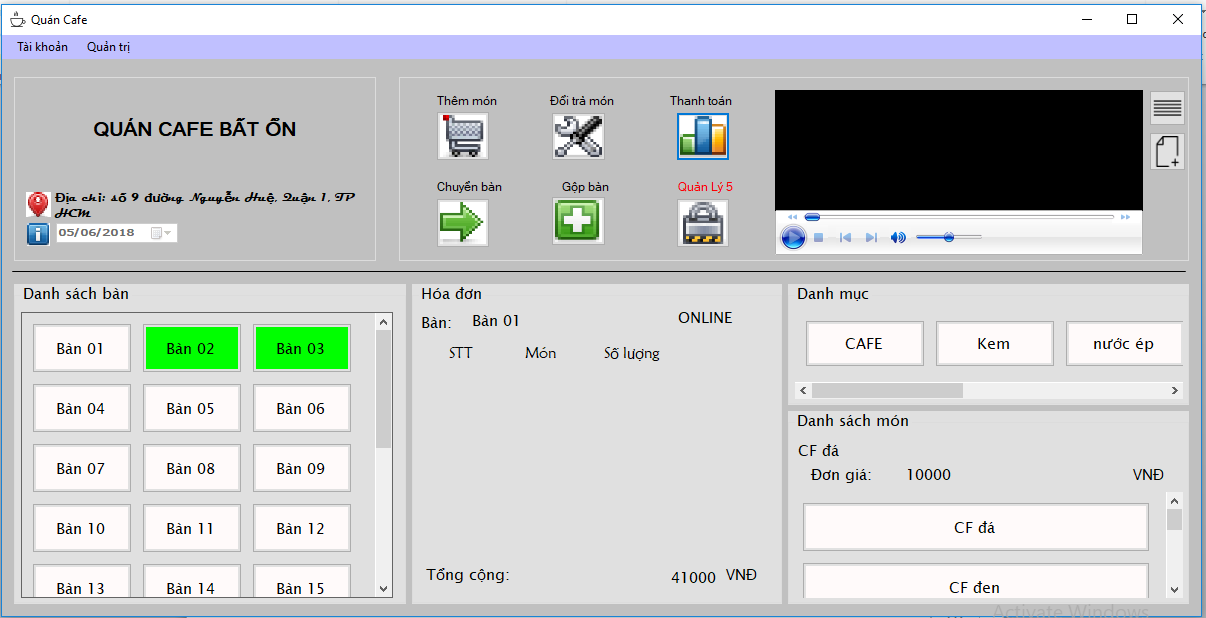 Quán Cafe
Tài khoản Quản trị
QUÁN CAFE BẤT ỔN
Địa chỉ: số 9 đường Nguyễn Huệ, Quận 1, TP
HCM
05/06/2018
Thêm món Đổi trả món Thanh toán
Chuyển bàn Gộp bàn Quản Lý 5
Danh sách bàn
Bàn 01 Bàn 02 Bàn 03
Bàn 04 Bàn 05 Bàn 06
Bàn 07 Bàn 08 Bàn 09
Bàn 10 Bàn 11 Bàn 12
Bàn 13 Bàn 14 Bàn 15
Hóa đơn
Bàn: Bàn 01 ONLINE
STT Món Số lượng
Tổng cộng: 41000 VNĐ
Danh mục
CAFE Kem nước ép
Danh sách món
CF đá
Đơn giá: 10000 VNĐ
CF đá
CF đen
Activate Windows